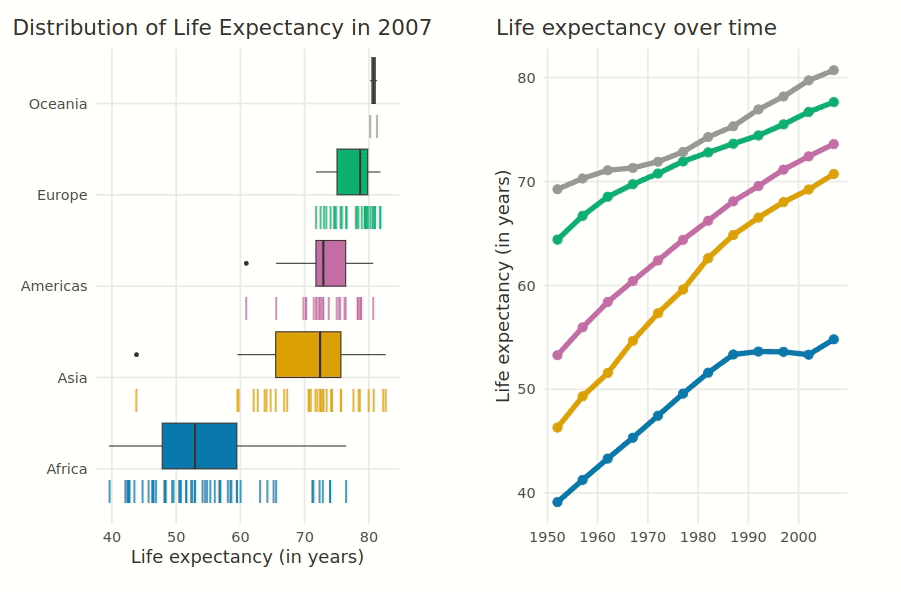 Distribution of Life Expectancy in 2007
Oceania
Europe
Americas
Asia
Africa
40 50 60 70 80
Life expectancy (in years)
Life expectancy over time
Life expectancy (in years)
80
70
60
50
40
1950 1960 1970 1980 1990 2000